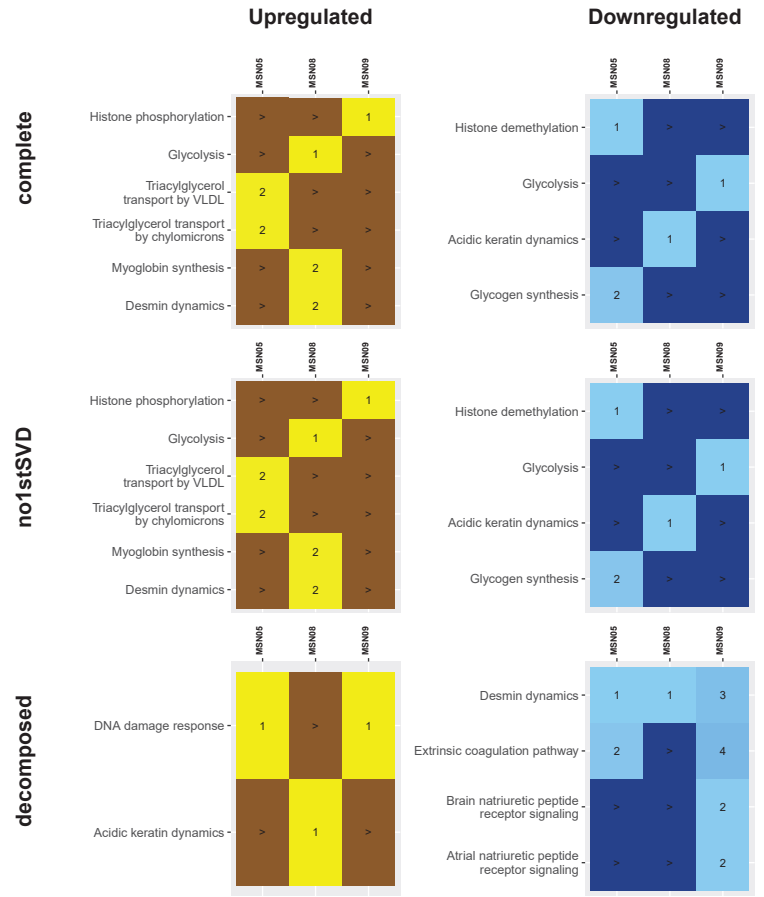 Upregulated
Downregulated
complete
MSN05 MSN08 MSN09
Histone phosphorylation > > 1
Glycolysis > 1 >
Triacylglycerol
transport by VLDL 2 > >
Triacylglycerol transport
by chylomicrons 2 > >
Myoglobin synthesis > 2 >
Desmin dynamics > 2 >
MSN05 MSN08 MSN09
Histone demethylation 1 > >
Glycolysis > > 1
Acidic keratin dynamics > 1 >
Glycogen synthesis 2 > >
no1stSVD
MSN05 MSN08 MSN09
Histone phosphorylation > > 1
Glycolysis > 1 >
Triacylglycerol
transport by VLDL 2 > >
Triacylglycerol transport
by chylomicrons 2 > >
Myoglobin synthesis > 2 >
Desmin dynamics > 2 >
MSN05 MSN08 MSN09
Histone demethylation 1 > >
Glycolysis > > 1
Acidic keratin dynamics > 1 >
Glycogen synthesis 2 > >
decomposed
MSN05 MSN08 MSN09
DNA damage response 1 > 1
Acidic keratin dynamics > 1 >
MSN05 MSN08 MSN09
Desmin dynamics 1 1 3
Extrinsic coagulation pathway 2 > 4
Brain natriuretic peptide
receptor signaling > > 2
Atrial natriuretic peptide
receptor signaling > > 2